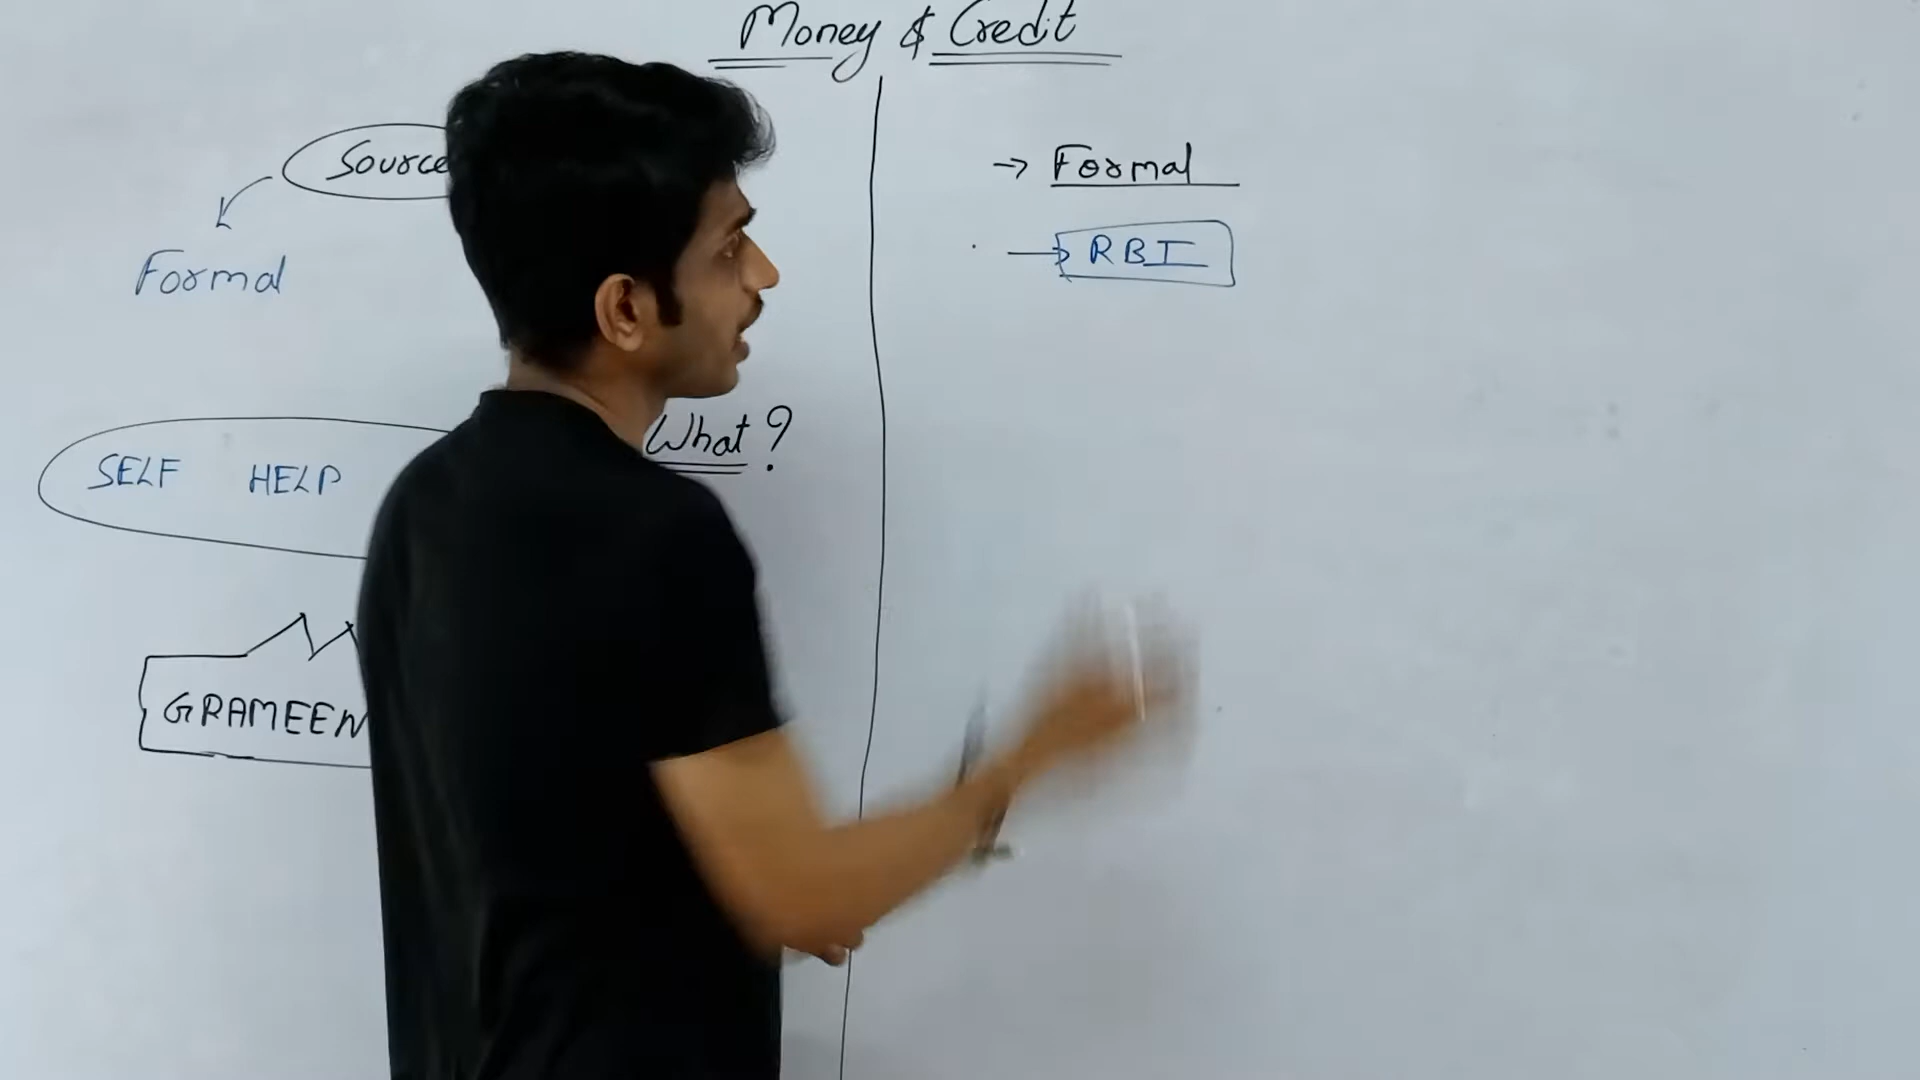 Money & Credit
Source
Formal
What?
SELF HELP
GRAMEEN
→ Formal
RBI